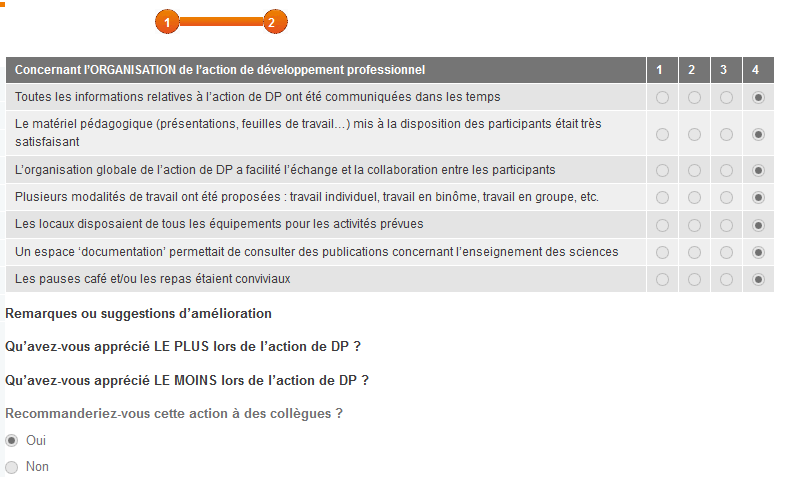 1 2
Concernant l'ORGANISATION de l'action de développement professionnel 1 2 3 4
Toutes les informations relatives à l'action de DP ont été communiquées dans les temps
Le matériel pédagogique (présentations, feuilles de travail...) mis à la disposition des participants était très
satisfaisant
L'organisation globale de l'action de DP a facilité l'échange et la collaboration entre les participants
Plusieurs modalités de travail ont été proposées : travail individuel, travail en binôme, travail en groupe, etc.
Les locaux disposaient de tous les équipements pour les activités prévues
Un espace 'documentation' permettait de consulter des publications concernant l'enseignement des sciences
Les pauses café et/ou les repas étaient conviviaux
Remarques ou suggestions d'amélioration
Qu'avez-vous apprécié LE PLUS lors de l'action de DP ?
Qu'avez-vous apprécié LE MOINS lors de l'action de DP ?
Recommanderiez-vous cette action à des collègues ?
Oui
Non